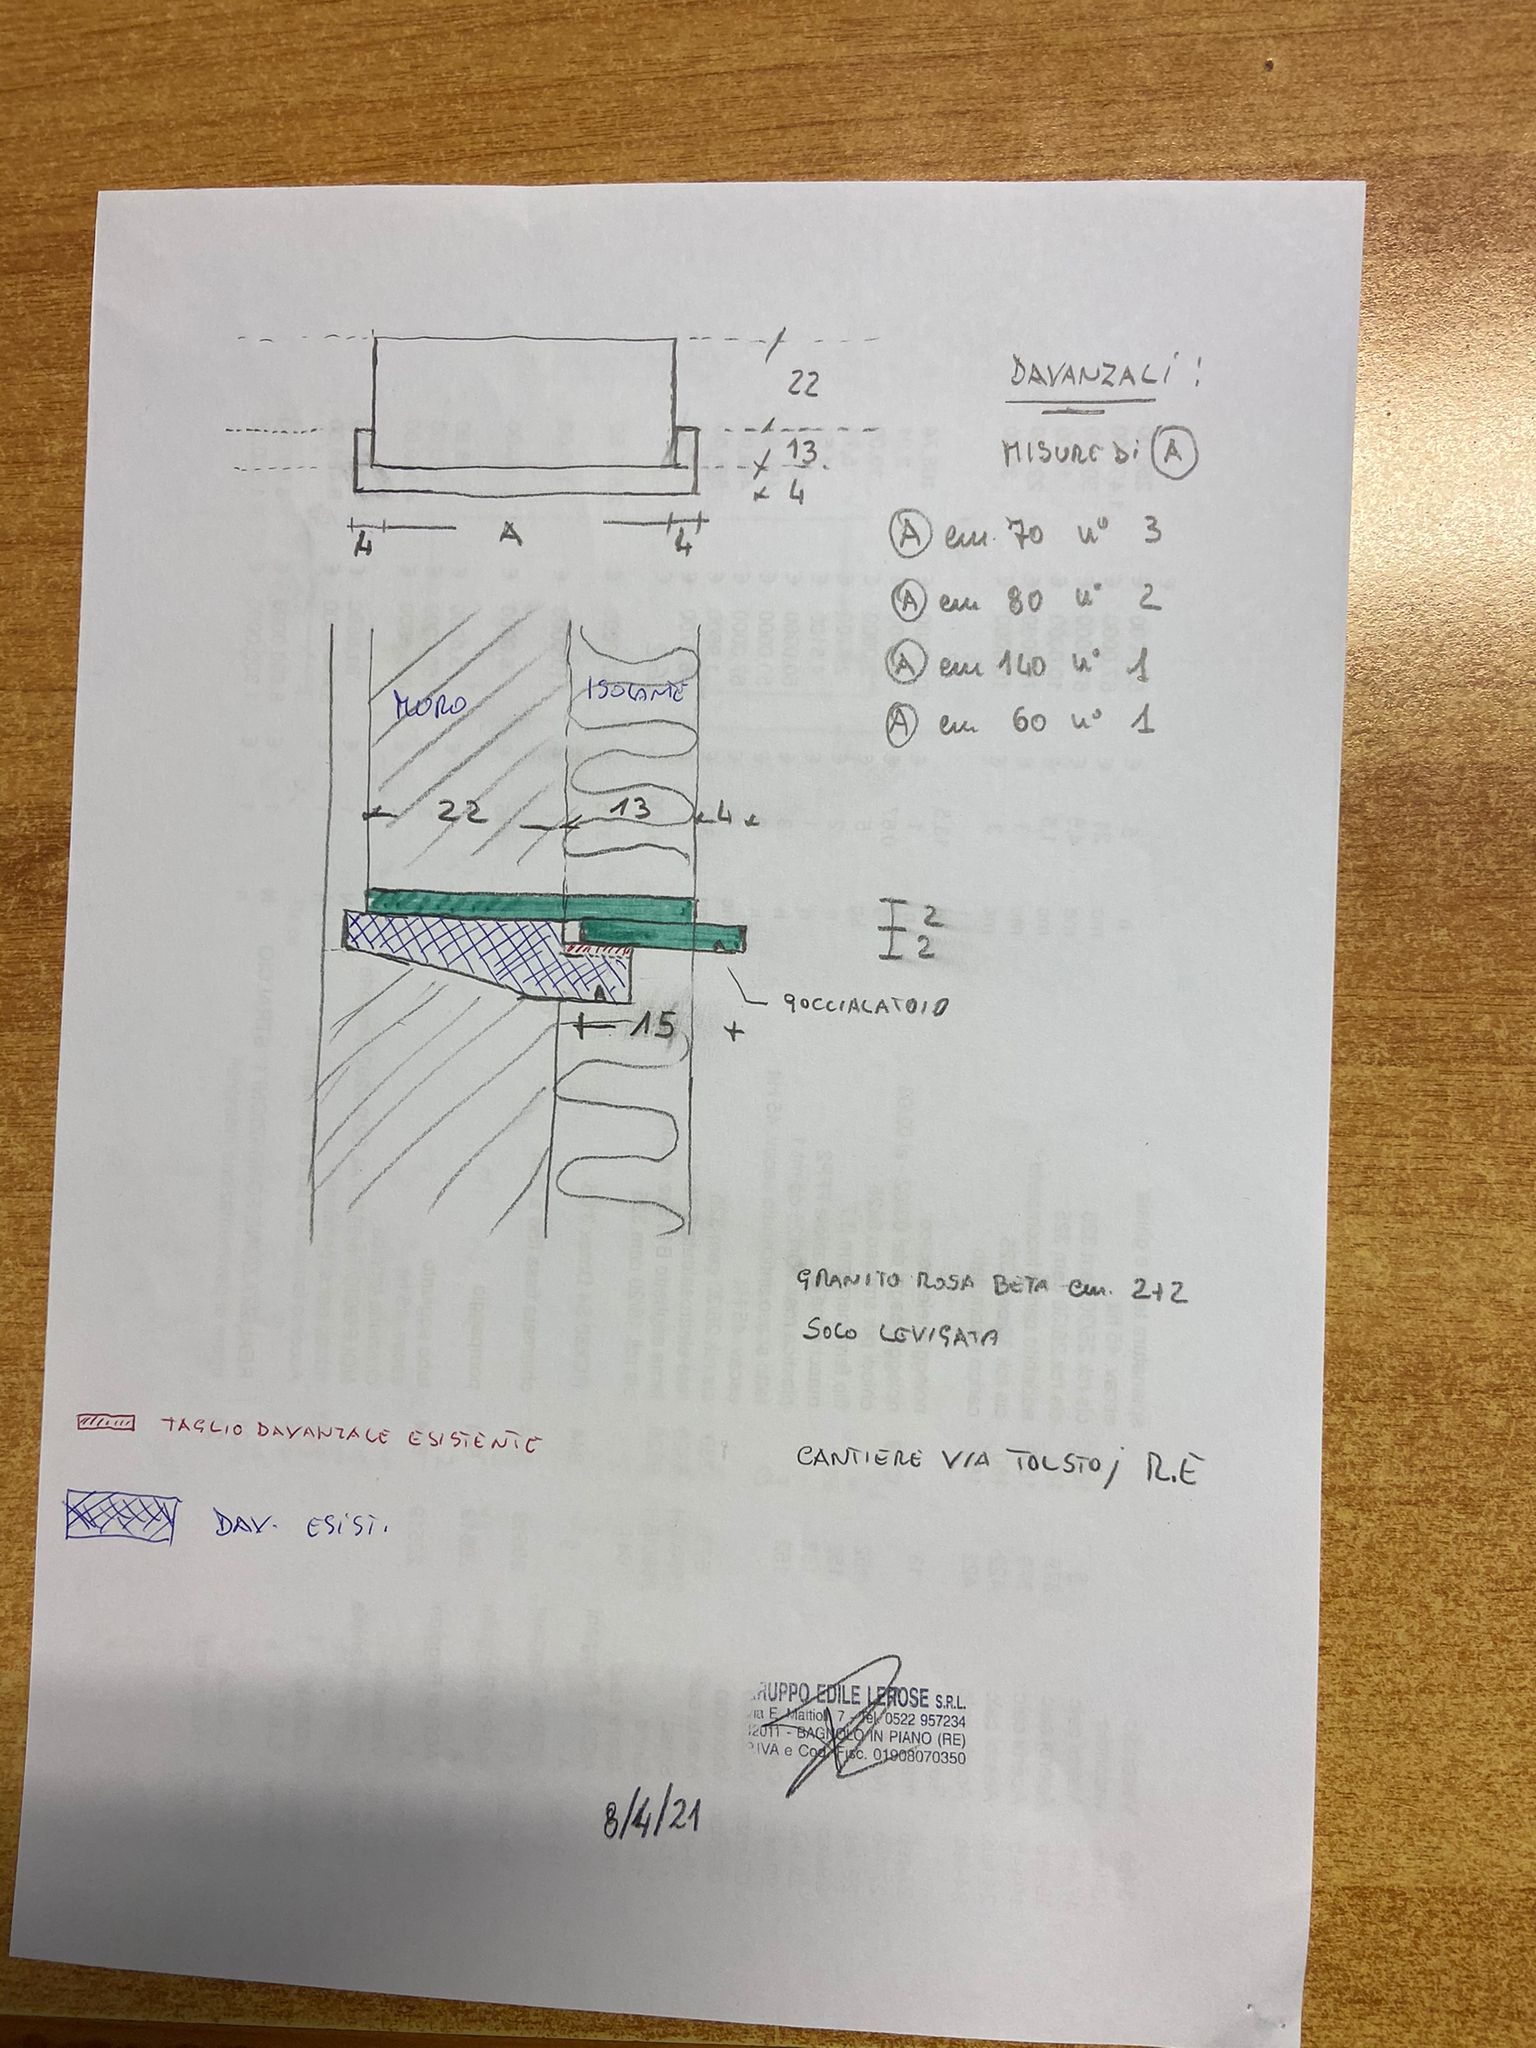 22
13
4
4 A 4
DAVANZALI:
MISURE DI A
A cm 70 n° 3
A cm 80 n° 2
A cm 140 n° 1
A cm 60 n° 1
MURO
ISOLANTE
22 13 4
2
2
GOCCIALATOIO
15
GRANITO ROSA BETA cm. 2+2
SOLO LEVIGATA
TAGLIO DAVANZALE ESISTENTE
CANTIERE VIA TOLSTOj R.E
DAV. ESIST.
RUPPO EDILE LEROSE S.R.L.
ia E. Mattioli 7 - Tel. 0522 957234
2011 - BAGNOLO IN PIANO (RE)
IVA e Cod. Fisc. 01908070350
8/4/21